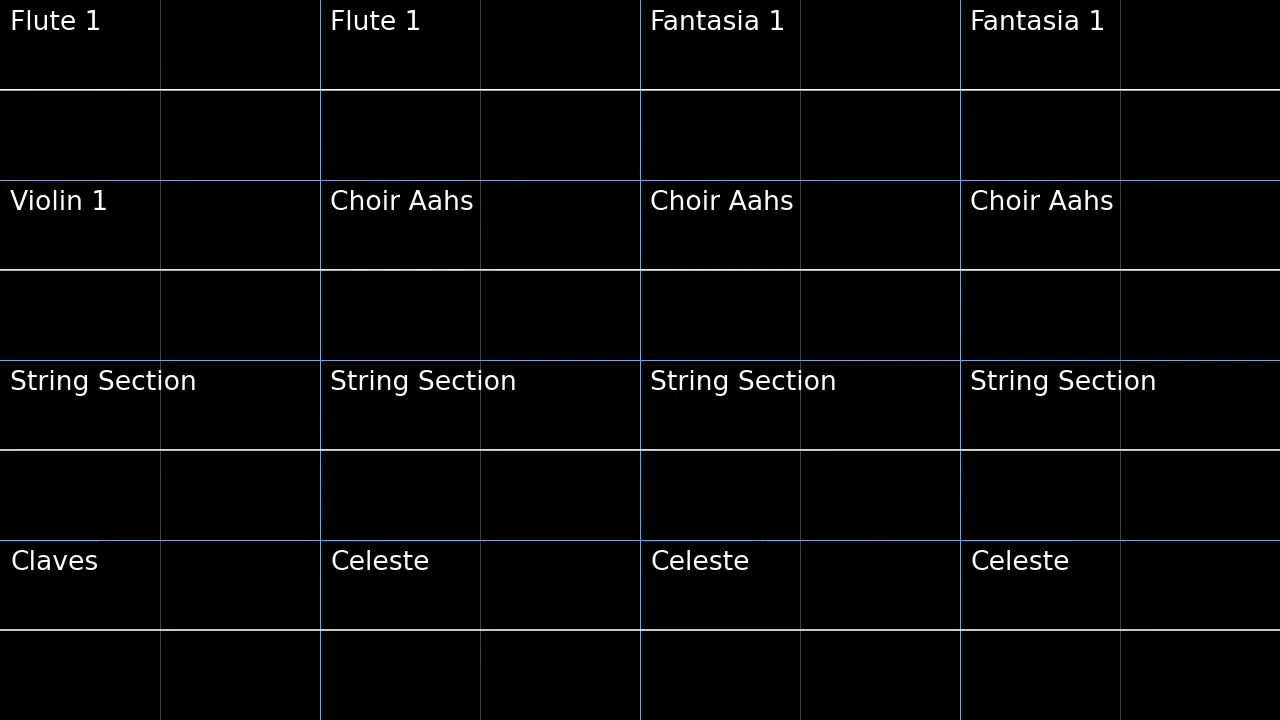 Flute 1
Flute 1
Fantasia 1
Fantasia 1
Violin 1
Choir Aahs
Choir Aahs
Choir Aahs
String Section
String Section
String Section
String Section
Claves
Celeste
Celeste
Celeste